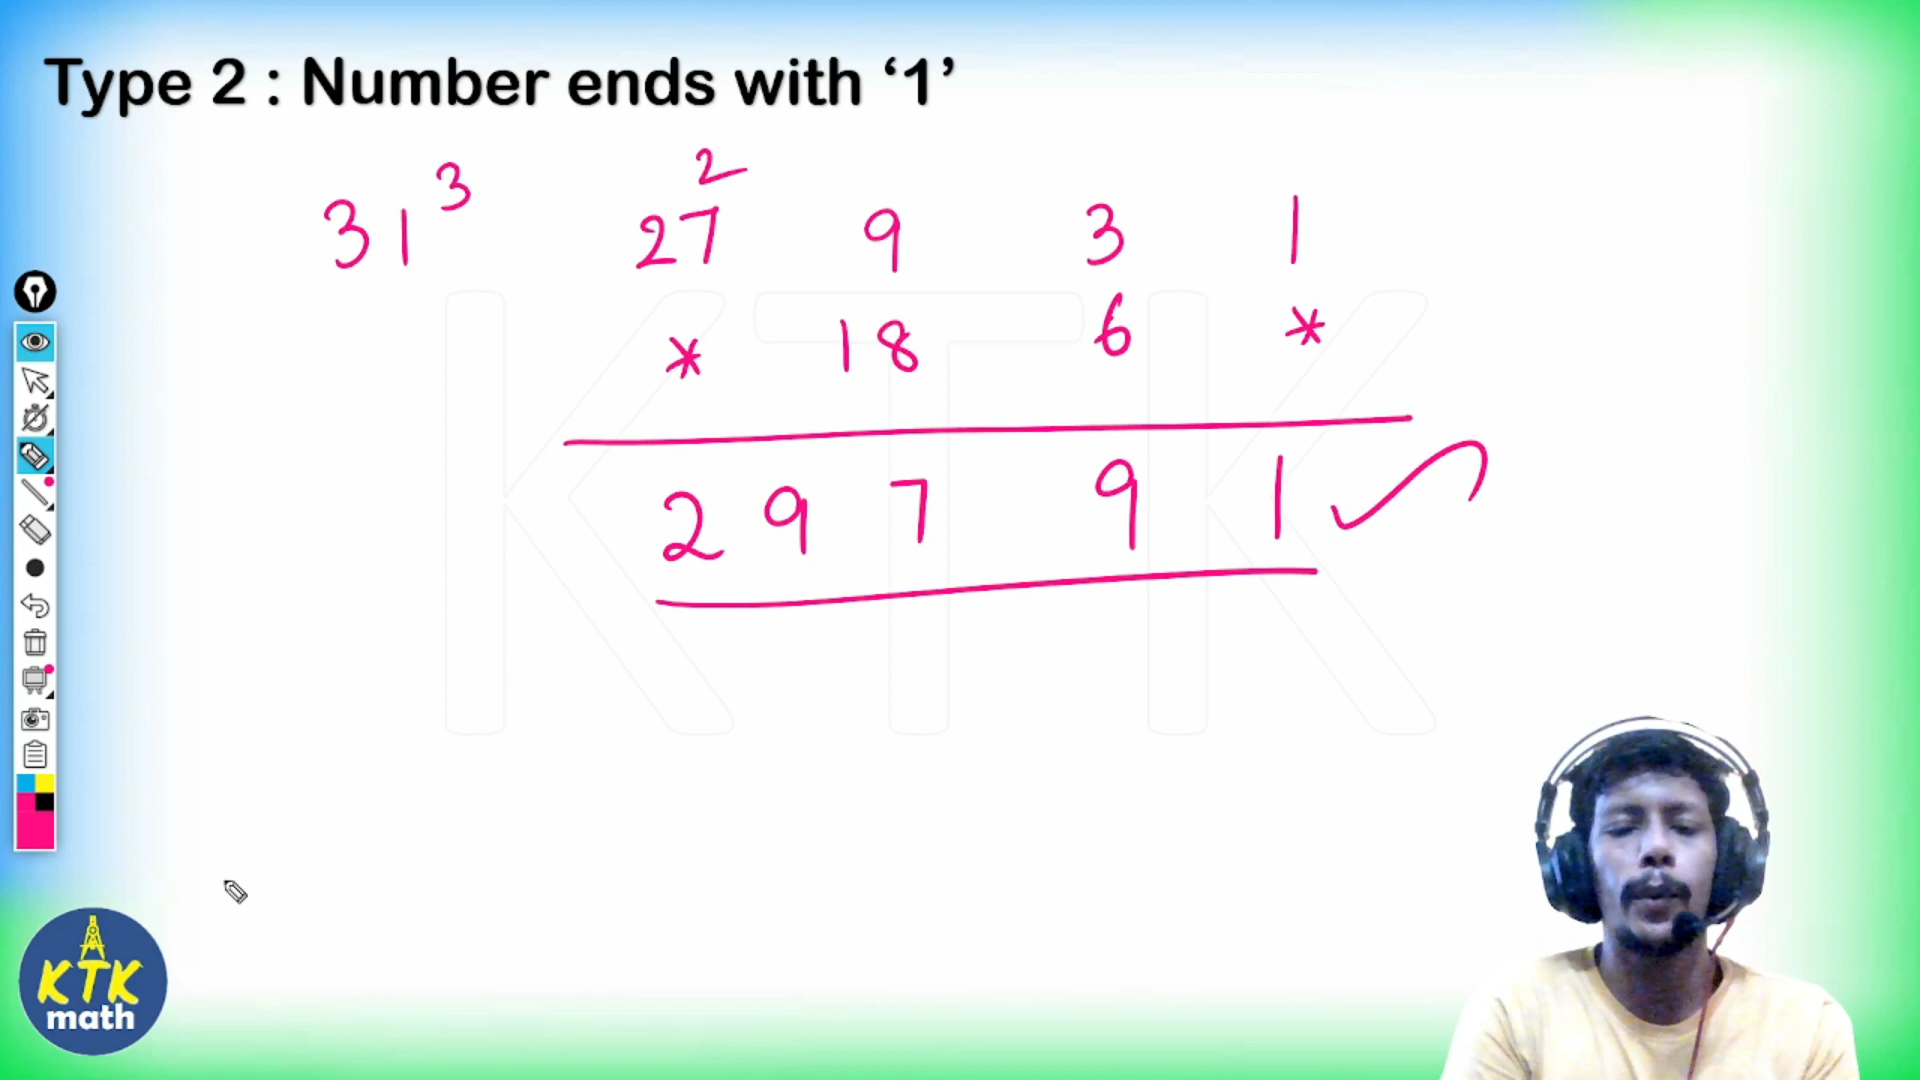 Type 2 : Number ends with ‘1’
2
31³ 27 9 3 1
* 18 6 *
2 9 7 9 1
KTK
KTK
math